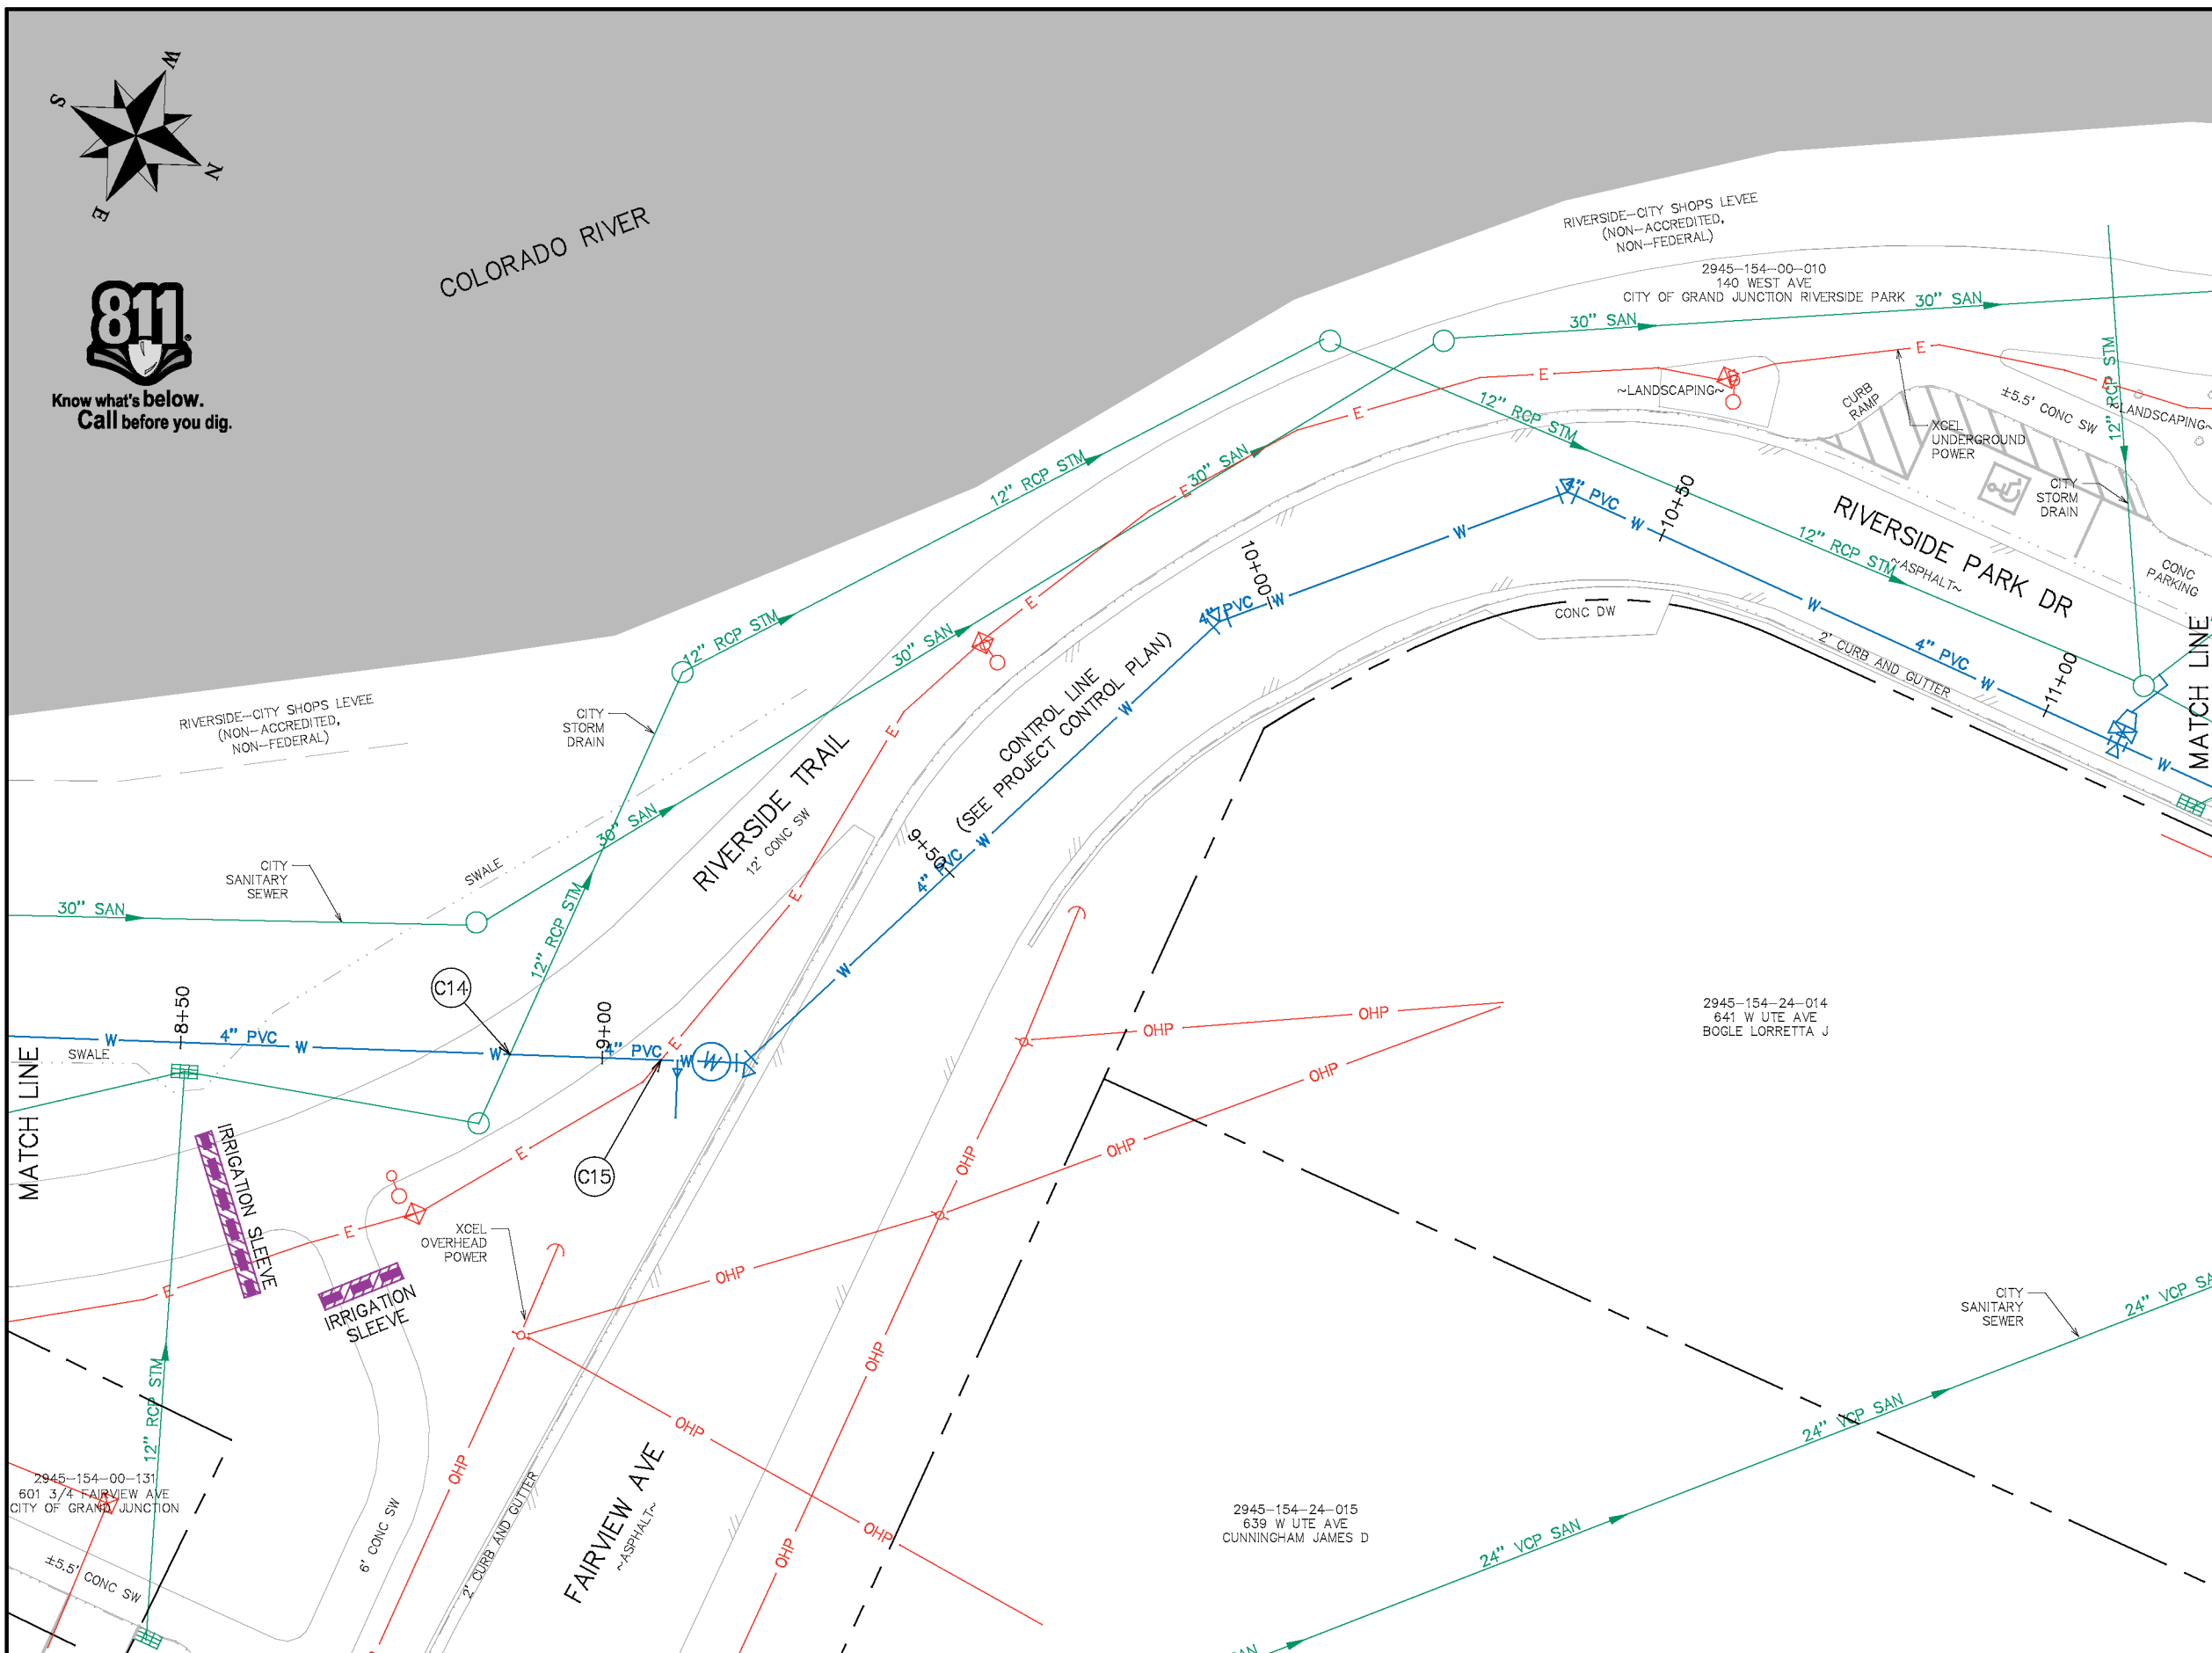 W
S
N
E
811
Know what's below.
Call before you dig.
COLORADO RIVER
RIVERSIDE-CITY SHOPS LEVEE
(NON-ACCREDITED,
NON-FEDERAL)
2945-154-00-010
140 WEST AVE
CITY OF GRAND JUNCTION RIVERSIDE PARK
30" SAN
30" SAN
E
E
E
E
~LANDSCAPING~
CURB
RAMP
XCEL
UNDERGROUND
POWER
±5.5' CONC SW
12" RCP STM
~LANDSCAPING~
CITY
STORM
DRAIN
12" RCP STM
12" RCP STM
30" SAN
E
4" PVC
W
10+50
W
12" RCP STM
RIVERSIDE PARK DR
~ASPHALT~
CONC
PARKING
10+00
4" PVC
W
CONC DW
W
2' CURB AND GUTTER
4" PVC
W
11+00
W
MATCH LINE
12" RCP STM
30" SAN
E
CONTROL LINE
(SEE PROJECT CONTROL PLAN)
W
RIVERSIDE-CITY SHOPS LEVEE
(NON-ACCREDITED,
NON-FEDERAL)
CITY
STORM
DRAIN
E
RIVERSIDE TRAIL
12' CONC SW
30" SAN
9+50
4" PVC
W
W
E
CITY
SANITARY
SEWER
SWALE
30" SAN
12" RCP STM
C14
8+50
W
4" PVC
W
W
SWALE
9+00
4" PVC
E
W
W
MATCH LINE
C15
E
IRRIGATION SLEEVE
E
E
IRRIGATION
SLEEVE
XCEL
OVERHEAD
POWER
OHP
OHP
OHP
OHP
OHP
OHP
OHP
OHP
OHP
OHP
OHP
2945-154-24-014
641 W UTE AVE
BOGLE LORRETTA J
CITY
SANITARY
SEWER
24" VCP SA
24" VCP SAN
24" VCP SAN
AN
2945-154-24-015
639 W UTE AVE
CUNNINGHAM JAMES D
12" RCP STM
2945-154-00-131
601 3/4 FAIRVIEW AVE
CITY OF GRAND JUNCTION
±5.5' CONC SW
6' CONC SW
2' CURB AND GUTTER
FAIRVIEW AVE
~ASPHALT~